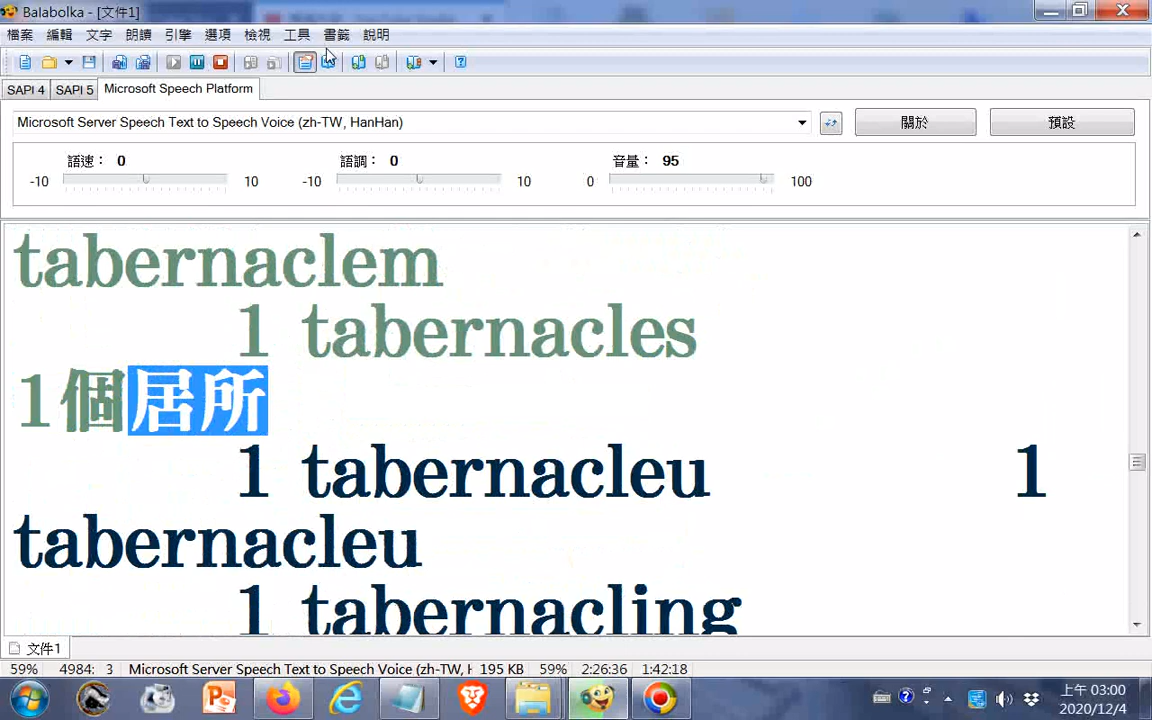 Balabolka - [文件1]
檔案 編輯 文字 朗讀 引擎 選項 檢視 工具 書籤 說明
SAPI 4 SAPI 5 Microsoft Speech Platform
Microsoft Server Speech Text to Speech Voice (zh-TW, HanHan) 關於 預設
語速： 0 語調： 0 音量： 95
-10 10 -10 10 0 100
tabernaclem
1 tabernacles
1個居所
1 tabernacleu 1
tabernacleu
1 tabernacling
文件1
59% 4984: 3 Microsoft Server Speech Text to Speech Voice (zh-TW, H 195 KB 59% 2:26:36 1:42:18
上午 03:00
2020/12/4